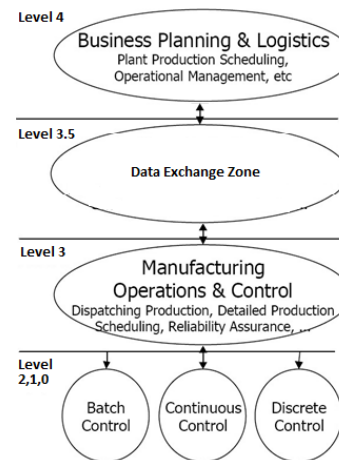 Level 4
Business Planning & Logistics
Plant Production Scheduling,
Operational Management, etc
Level 3.5
Data Exchange Zone
Level 3
Manufacturing
Operations & Control
Dispatching Production, Detailed Production
Scheduling, Reliability Assurance, ...
Level
2,1,0
Batch
Control
Continuous
Control
Discrete
Control